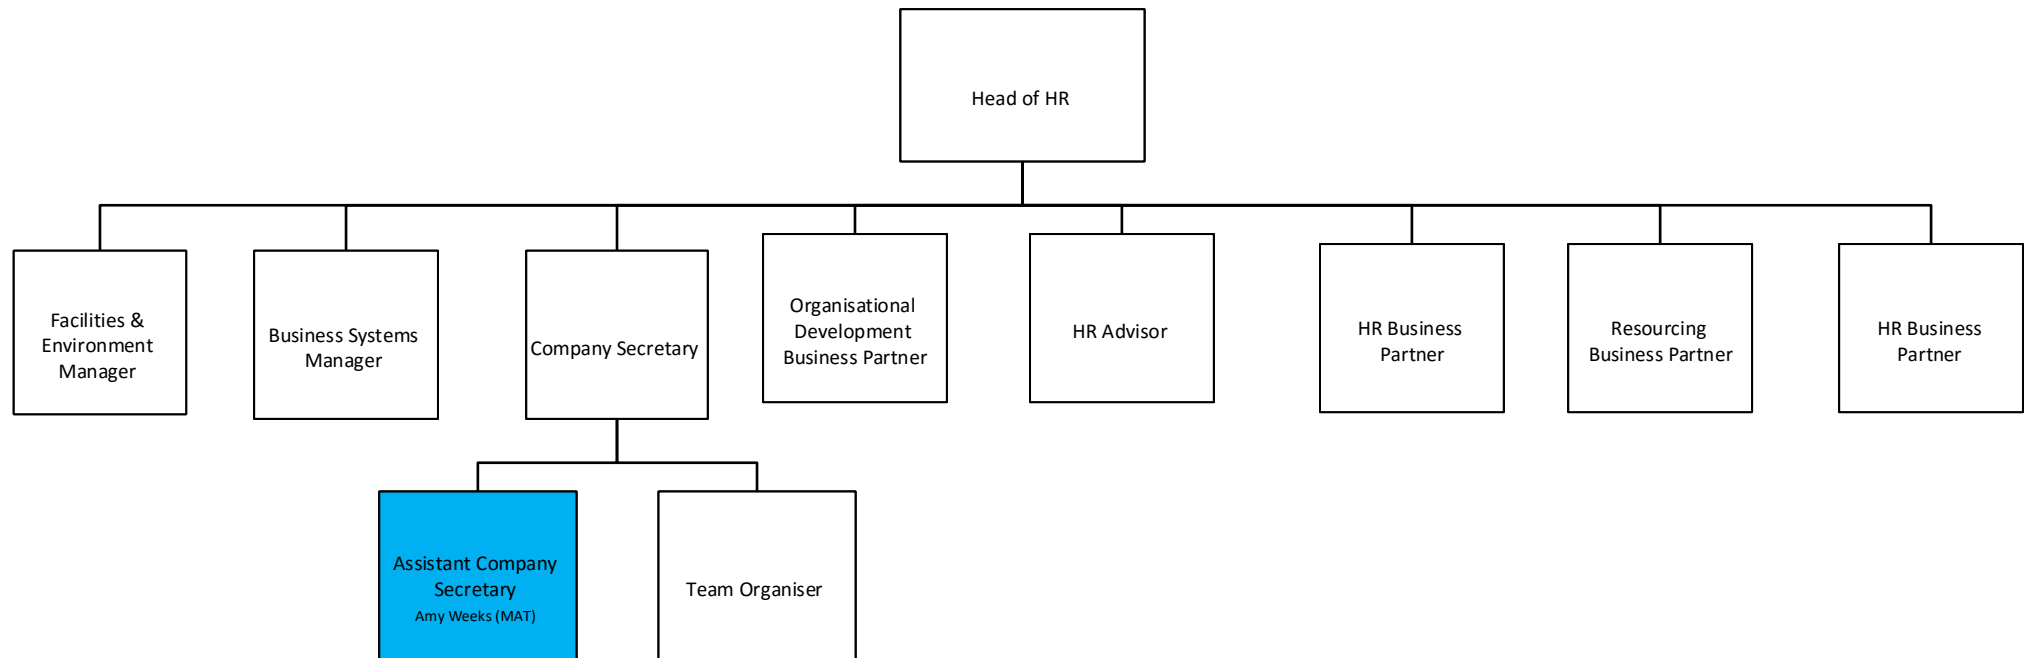 Head of HR
Facilities &
Environment
Manager
Business Systems
Manager
Company Secretary
Organisational
Development
Business Partner
HR Advisor
HR Business
Partner
Resourcing
Business Partner
HR Business
Partner
Assistant Company
Secretary
Amy Weeks (MAT)
Team Organiser